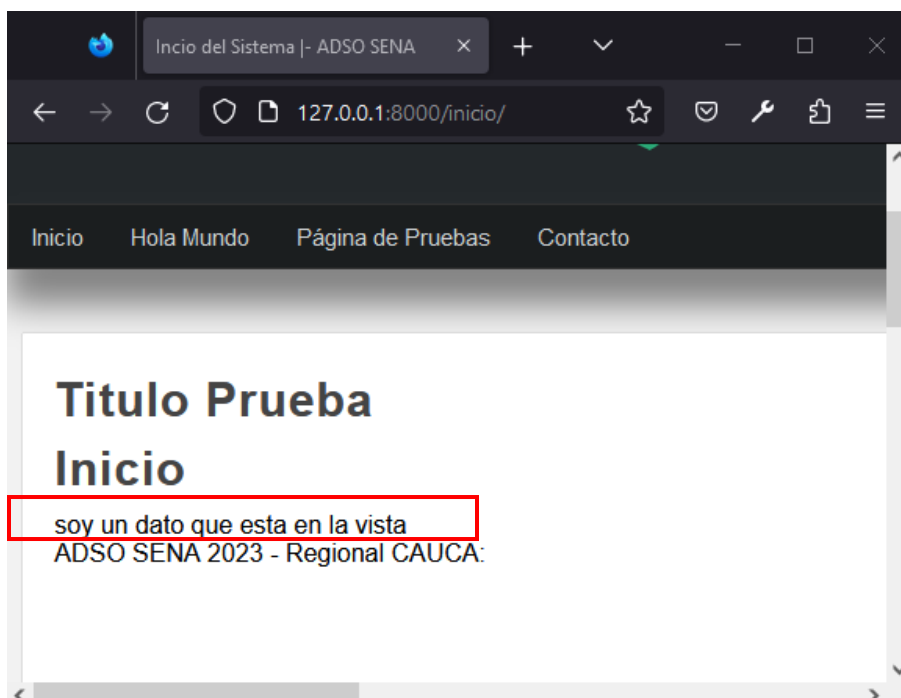 Incio del Sistema |- ADSO SENA
127.0.0.1:8000/inicio/
Inicio Hola Mundo Página de Pruebas Contacto
Titulo Prueba
Inicio
soy un dato que esta en la vista
ADSO SENA 2023 - Regional CAUCA: